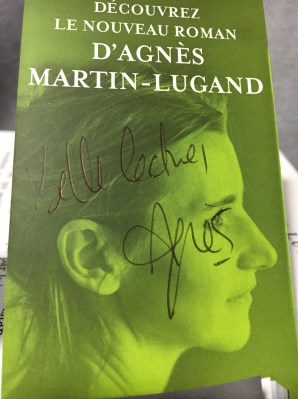 DÉCOUVREZ
LE NOUVEAU ROMAN
D'AGNÈS
MARTIN-LUGAND
Belle lecture,
Agnès